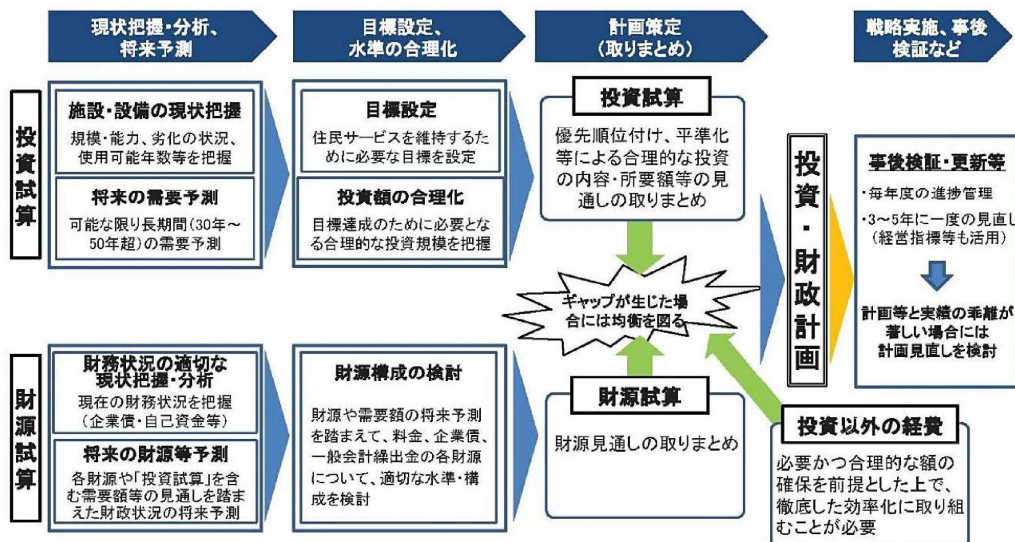 現状把握・分析、
将来予測
目標設定、
水準の合理化
計画策定
(取りまとめ)
戦略実施、事後
検証など
投資試算
施設・設備の現状把握
規模・能力、劣化の状況、
使用可能年数等を把握
将来の需要予測
可能な限り長期間(30年～
50年超)の需要予測
目標設定
住民サービスを維持するため
に必要な目標を設定
投資額の合理化
目標達成のために必要とな
る合理的な投資規模を把握
投資試算
優先順位付け、平準化
等による合理的な投資
の内容・所要額等の見
通しの取りまとめ
ギャップが生じた場
合には均衡を図る
投資・財政計画
事後検証・更新等
・毎年度の進捗管理
・3～5年に一度の見直し
(経営指標等も活用)
計画等と実績の乖離が
著しい場合には
計画見直しを検討
財源試算
財務状況の適切な
現状把握・分析
現在の財務状況を把握
(企業債・自己資金等)
将来の財源等予測
各財源や「投資試算」を含
む需要額等の見通しを踏ま
えた財政状況の将来予測
財源構成の検討
財源や需要額の将来予測
を踏まえて、料金、企業債、
一般会計繰出金の各財源
について、適切な水準・構
成を検討
財源試算
財源見通しの取りまとめ
投資以外の経費
必要かつ合理的な額の
確保を前提とした上で、
徹底した効率化に取り組
むことが必要